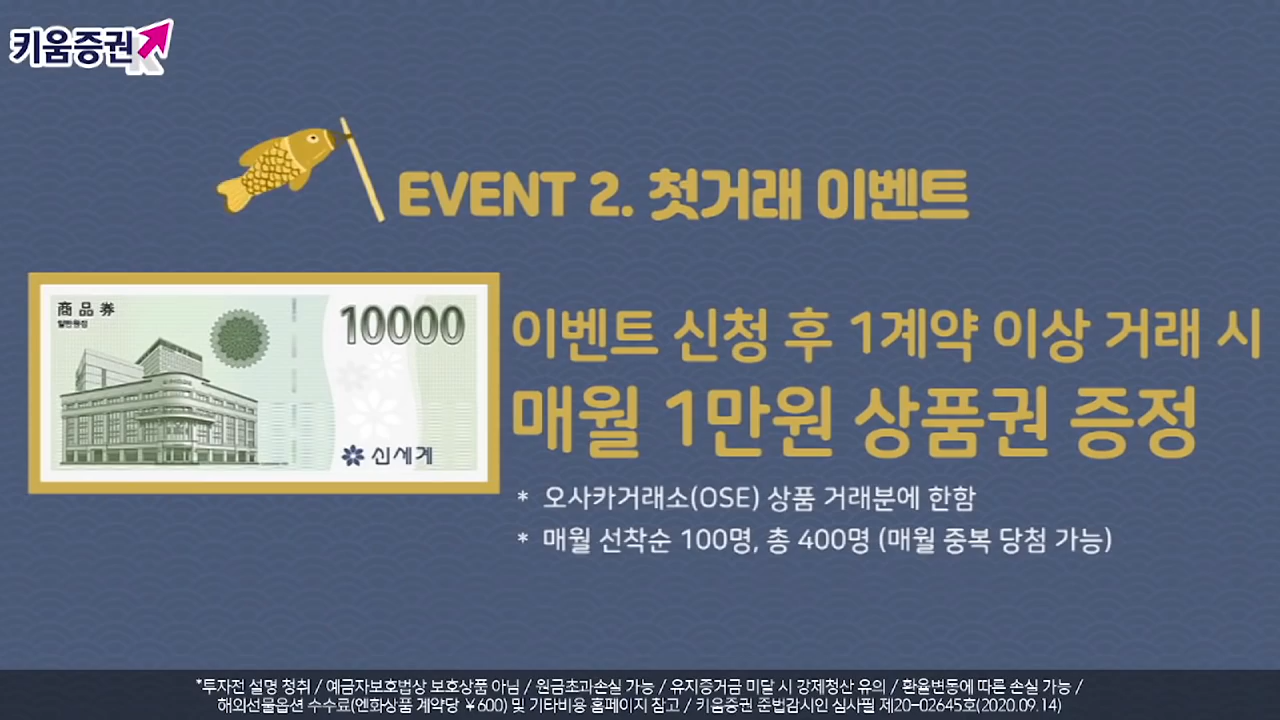 키움증권
EVENT 2. 첫거래 이벤트
商品券
일반원정
10000
신세계
이벤트 신청 후 1계약 이상 거래 시
매월 1만원 상품권 증정
* 오사카거래소(OSE) 상품 거래분에 한함
* 매월 선착순 100명, 총 400명 (매월 중복 당첨 가능)
*투자전 설명 청취 / 예금자보호법상 보호상품 아님 / 원금초과손실 가능 / 유지증거금 미달 시 강제청산 유의 / 환율변동에 따른 손실 가능 /
해외선물옵션 수수료(엔화상품 계약당 ¥600) 및 기타비용 홈페이지 참고 / 키움증권 준법감시인 심사필 제20-02645호(2020.09.14)